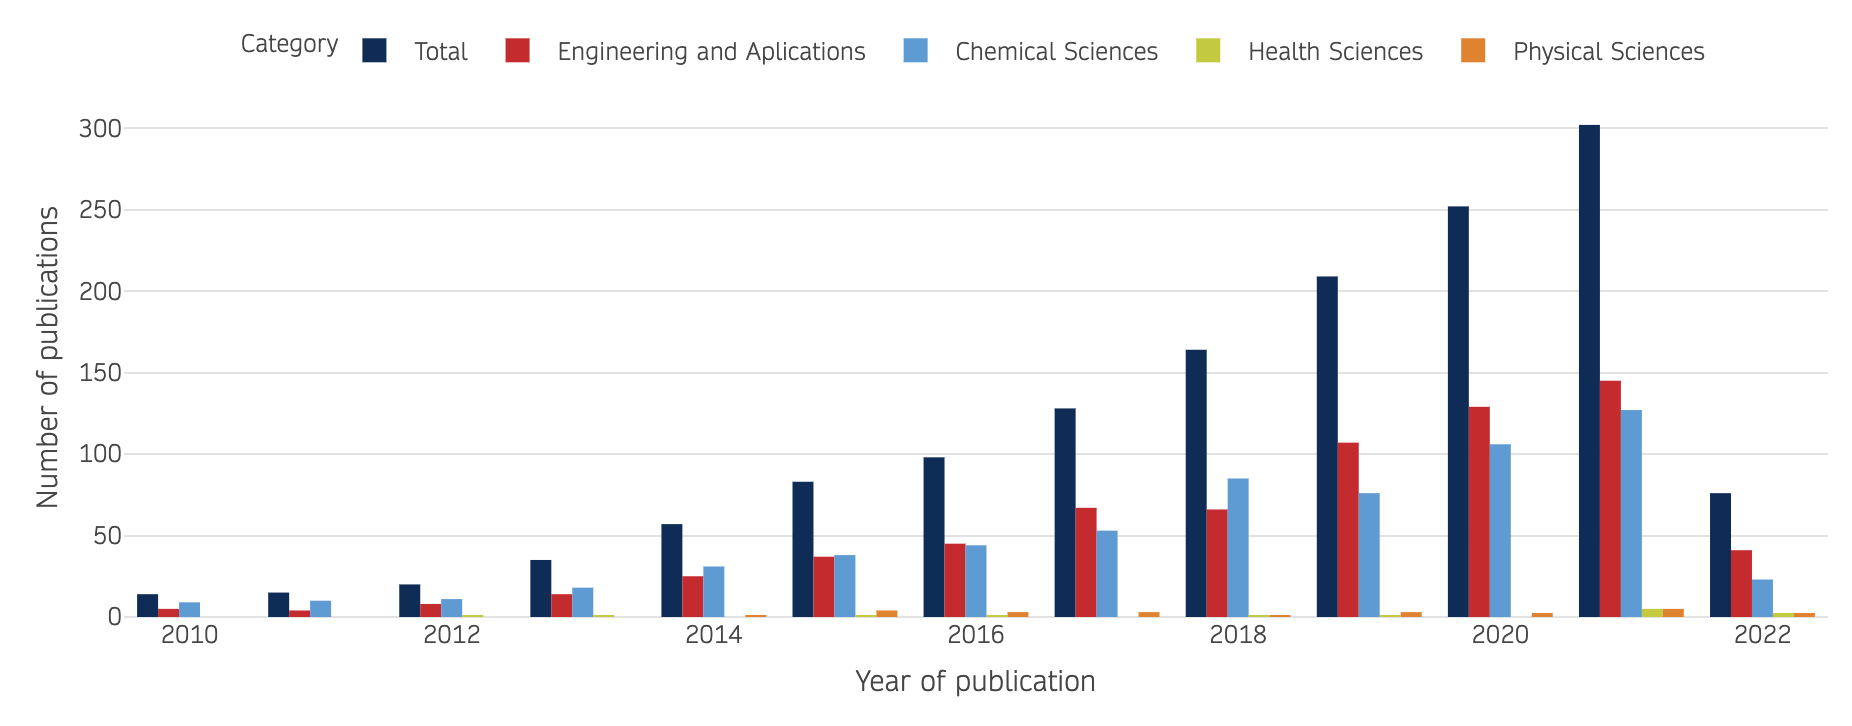 Category Total Engineering and Aplications Chemical Sciences Health Sciences Physical Sciences
Number of publications
300
250
200
150
100
50
0
2010 2012 2014 2016 2018 2020 2022
Year of publication